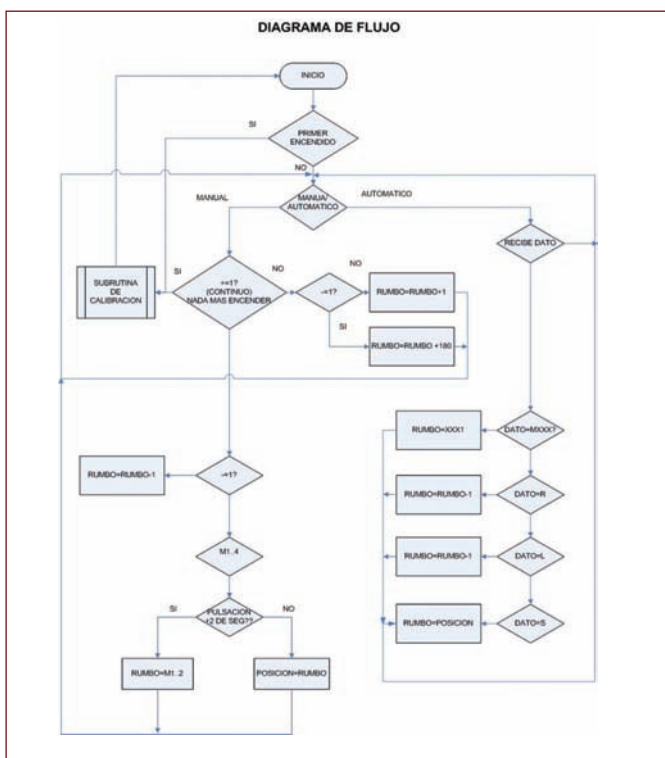 DIAGRAMA DE FLUJO
INICIO
SI
PRIMER
ENCENDIDO
NO
MANUA/
AUTOMATICO
MANUAL
AUTOMATICO
RECIBE DATO
SUBRUTINA
DE
CALIBRACIÓN
SI
+=1?
(CONTINUO)
NADA MAS ENCENDER
NO
-=1?
NO
RUMBO=RUMBO+1
SI
RUMBO=RUMBO +180
RUMBO=XXX1
DATO=MXXX?
RUMBO=RUMBO-1
-=1?
RUMBO=RUMBO-1
DATO=R
M1..4
RUMBO=RUMBO-1
DATO=L
SI
PULSACION
+2 DE SEG??
NO
RUMBO=POSICION
DATO=S
RUMBO=M1..2
POSICION=RUMBO